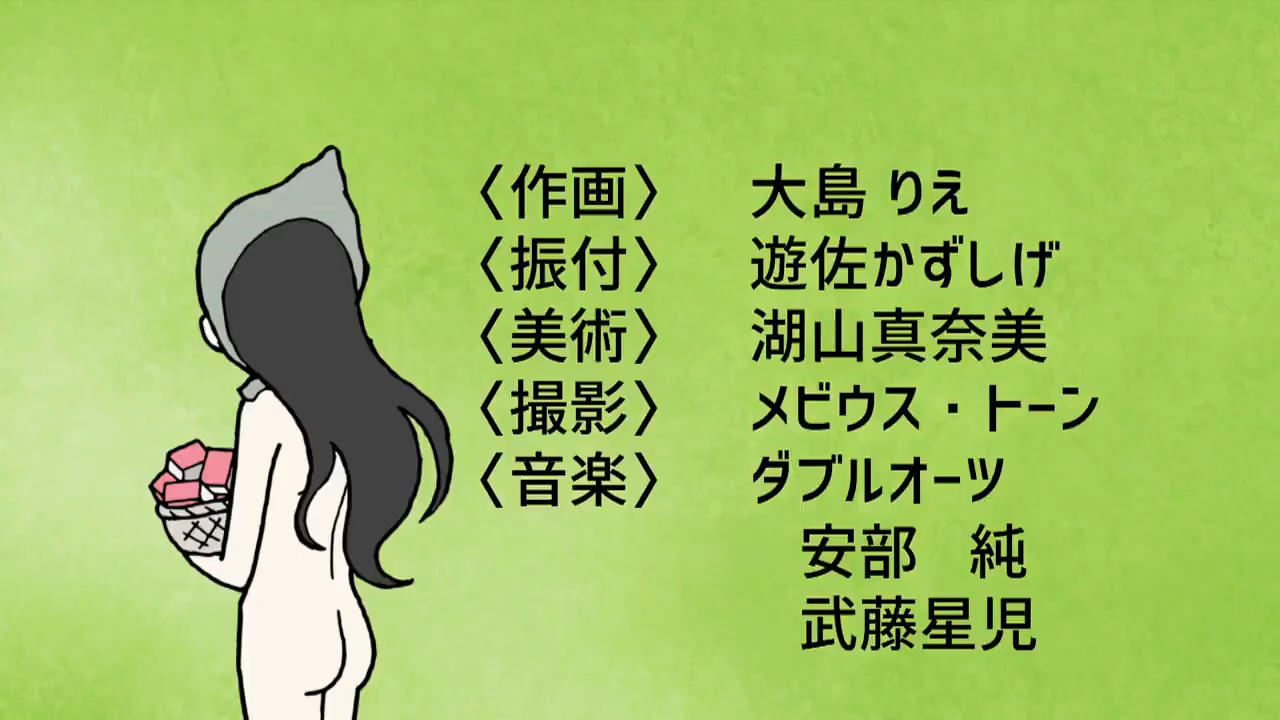 〈作画〉 大島 りえ
〈振付〉 遊佐かずしげ
〈美術〉 湖山真奈美
〈撮影〉 メビウス・トーン
〈音楽〉 ダブルオーツ
安部 純
武藤星児